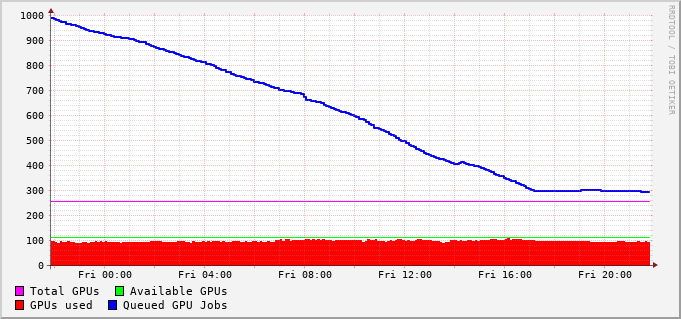 1000
900
800
700
600
500
400
300
200
100
0
Fri 00:00 Fri 04:00 Fri 08:00 Fri 12:00 Fri 16:00 Fri 20:00
Total GPUs Available GPUs
GPUs used Queued GPU Jobs
RRDTOOL / TOBI OETIKER